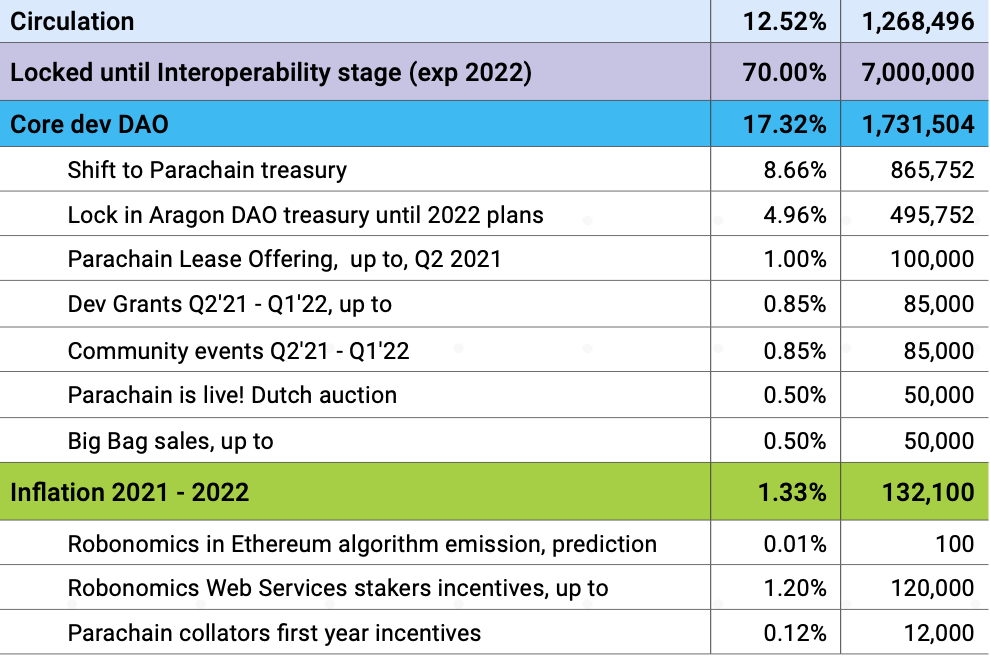 Circulation 12.52% 1,268,496
Locked until Interoperability stage (exp 2022) 70.00% 7,000,000
Core dev DAO 17.32% 1,731,504
Shift to Parachain treasury 8.66% 865,752
Lock in Aragon DAO treasury until 2022 plans 4.96% 495,752
Parachain Lease Offering, up to, Q2 2021 1.00% 100,000
Dev Grants Q2'21 - Q1'22, up to 0.85% 85,000
Community events Q2'21 - Q1'22 0.85% 85,000
Parachain is live! Dutch auction 0.50% 50,000
Big Bag sales, up to 0.50% 50,000
Inflation 2021 - 2022 1.33% 132,100
Robonomics in Ethereum algorithm emission, prediction 0.01% 100
Robonomics Web Services stakers incentives, up to 1.20% 120,000
Parachain collators first year incentives 0.12% 12,000